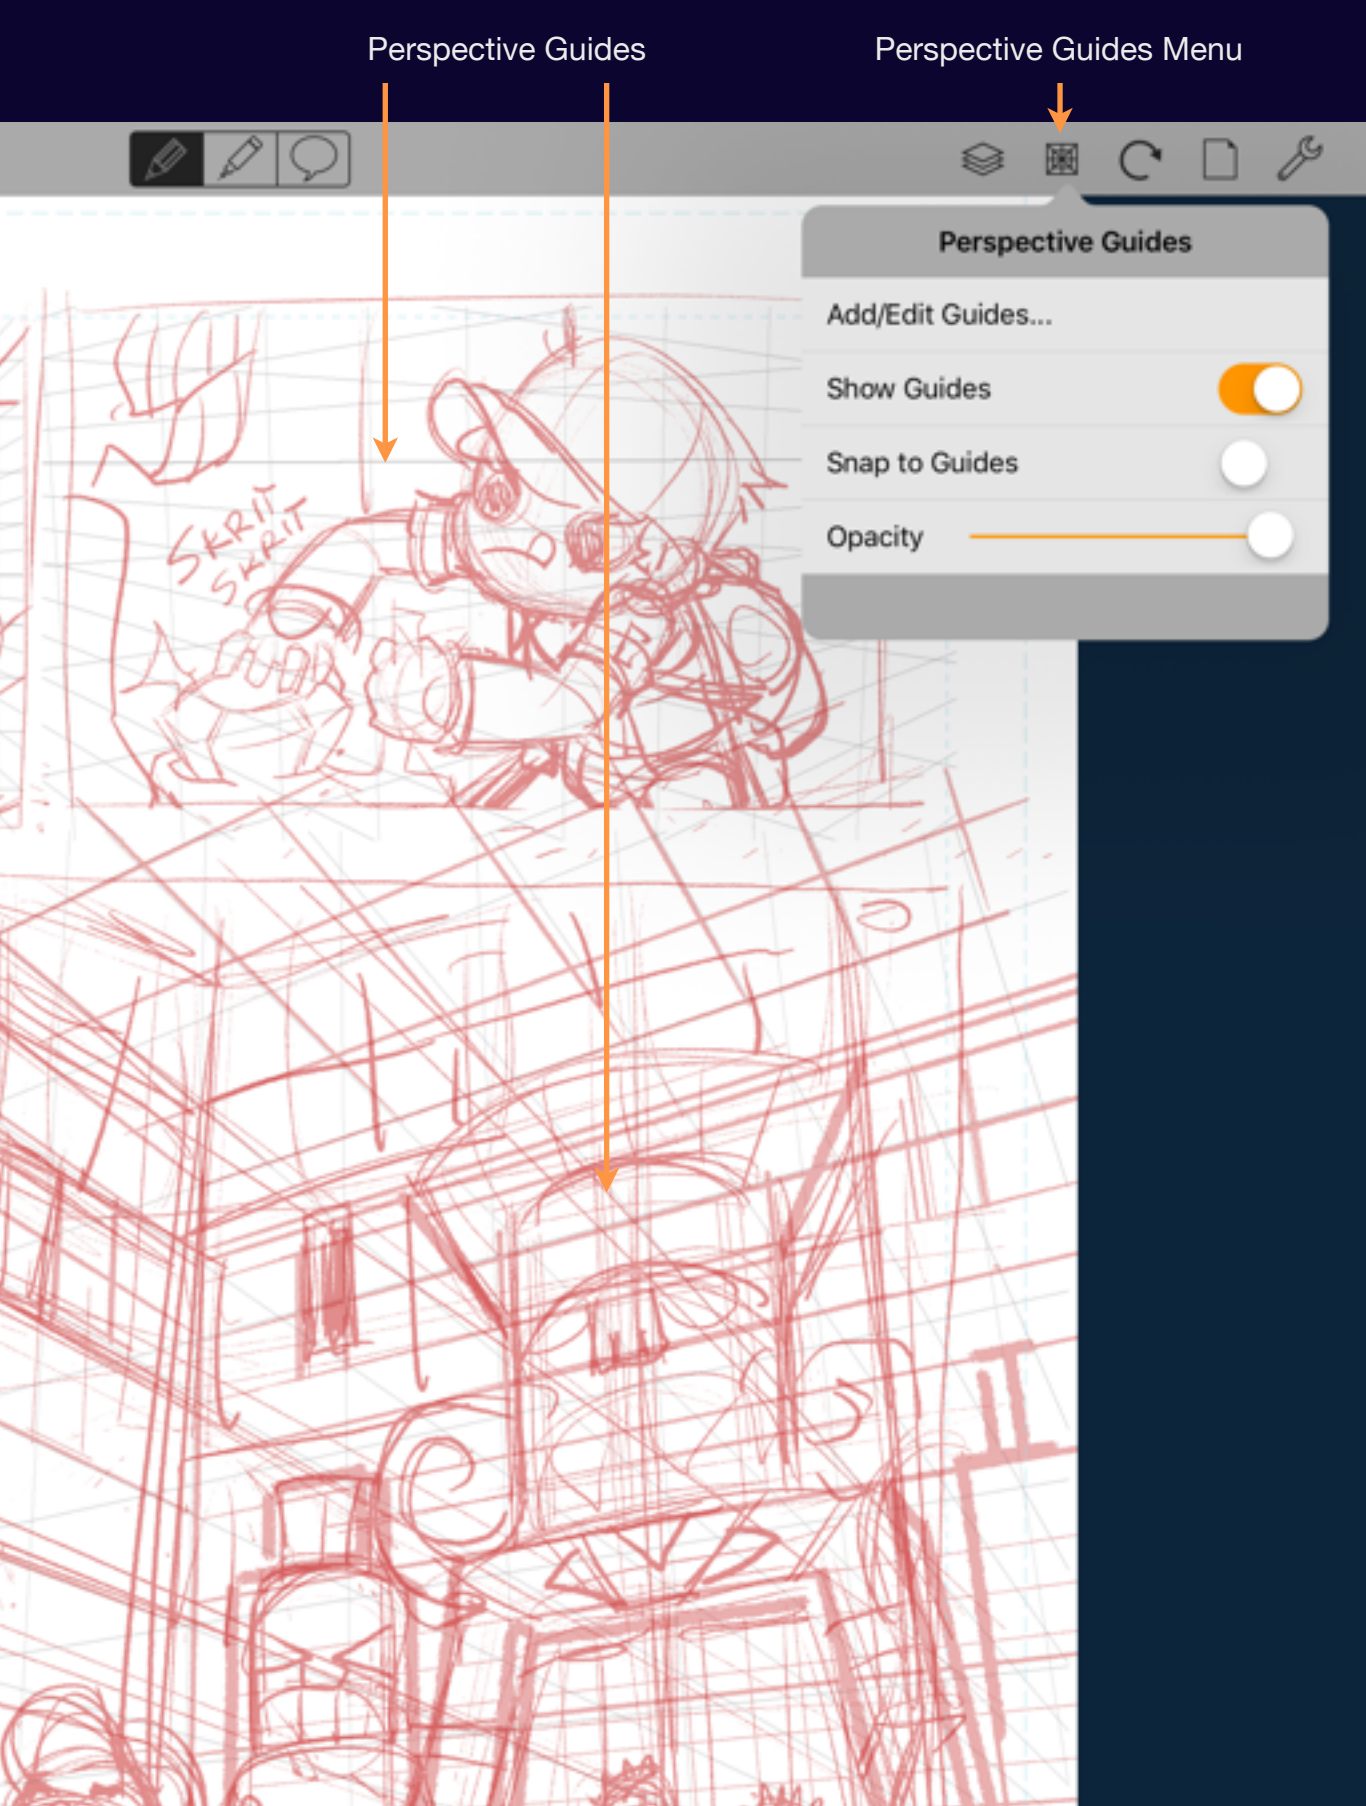 Perspective Guides
Perspective Guides Menu
Perspective Guides
Add/Edit Guides...
Show Guides
Snap to Guides
Opacity
SKRIT
SKRIT